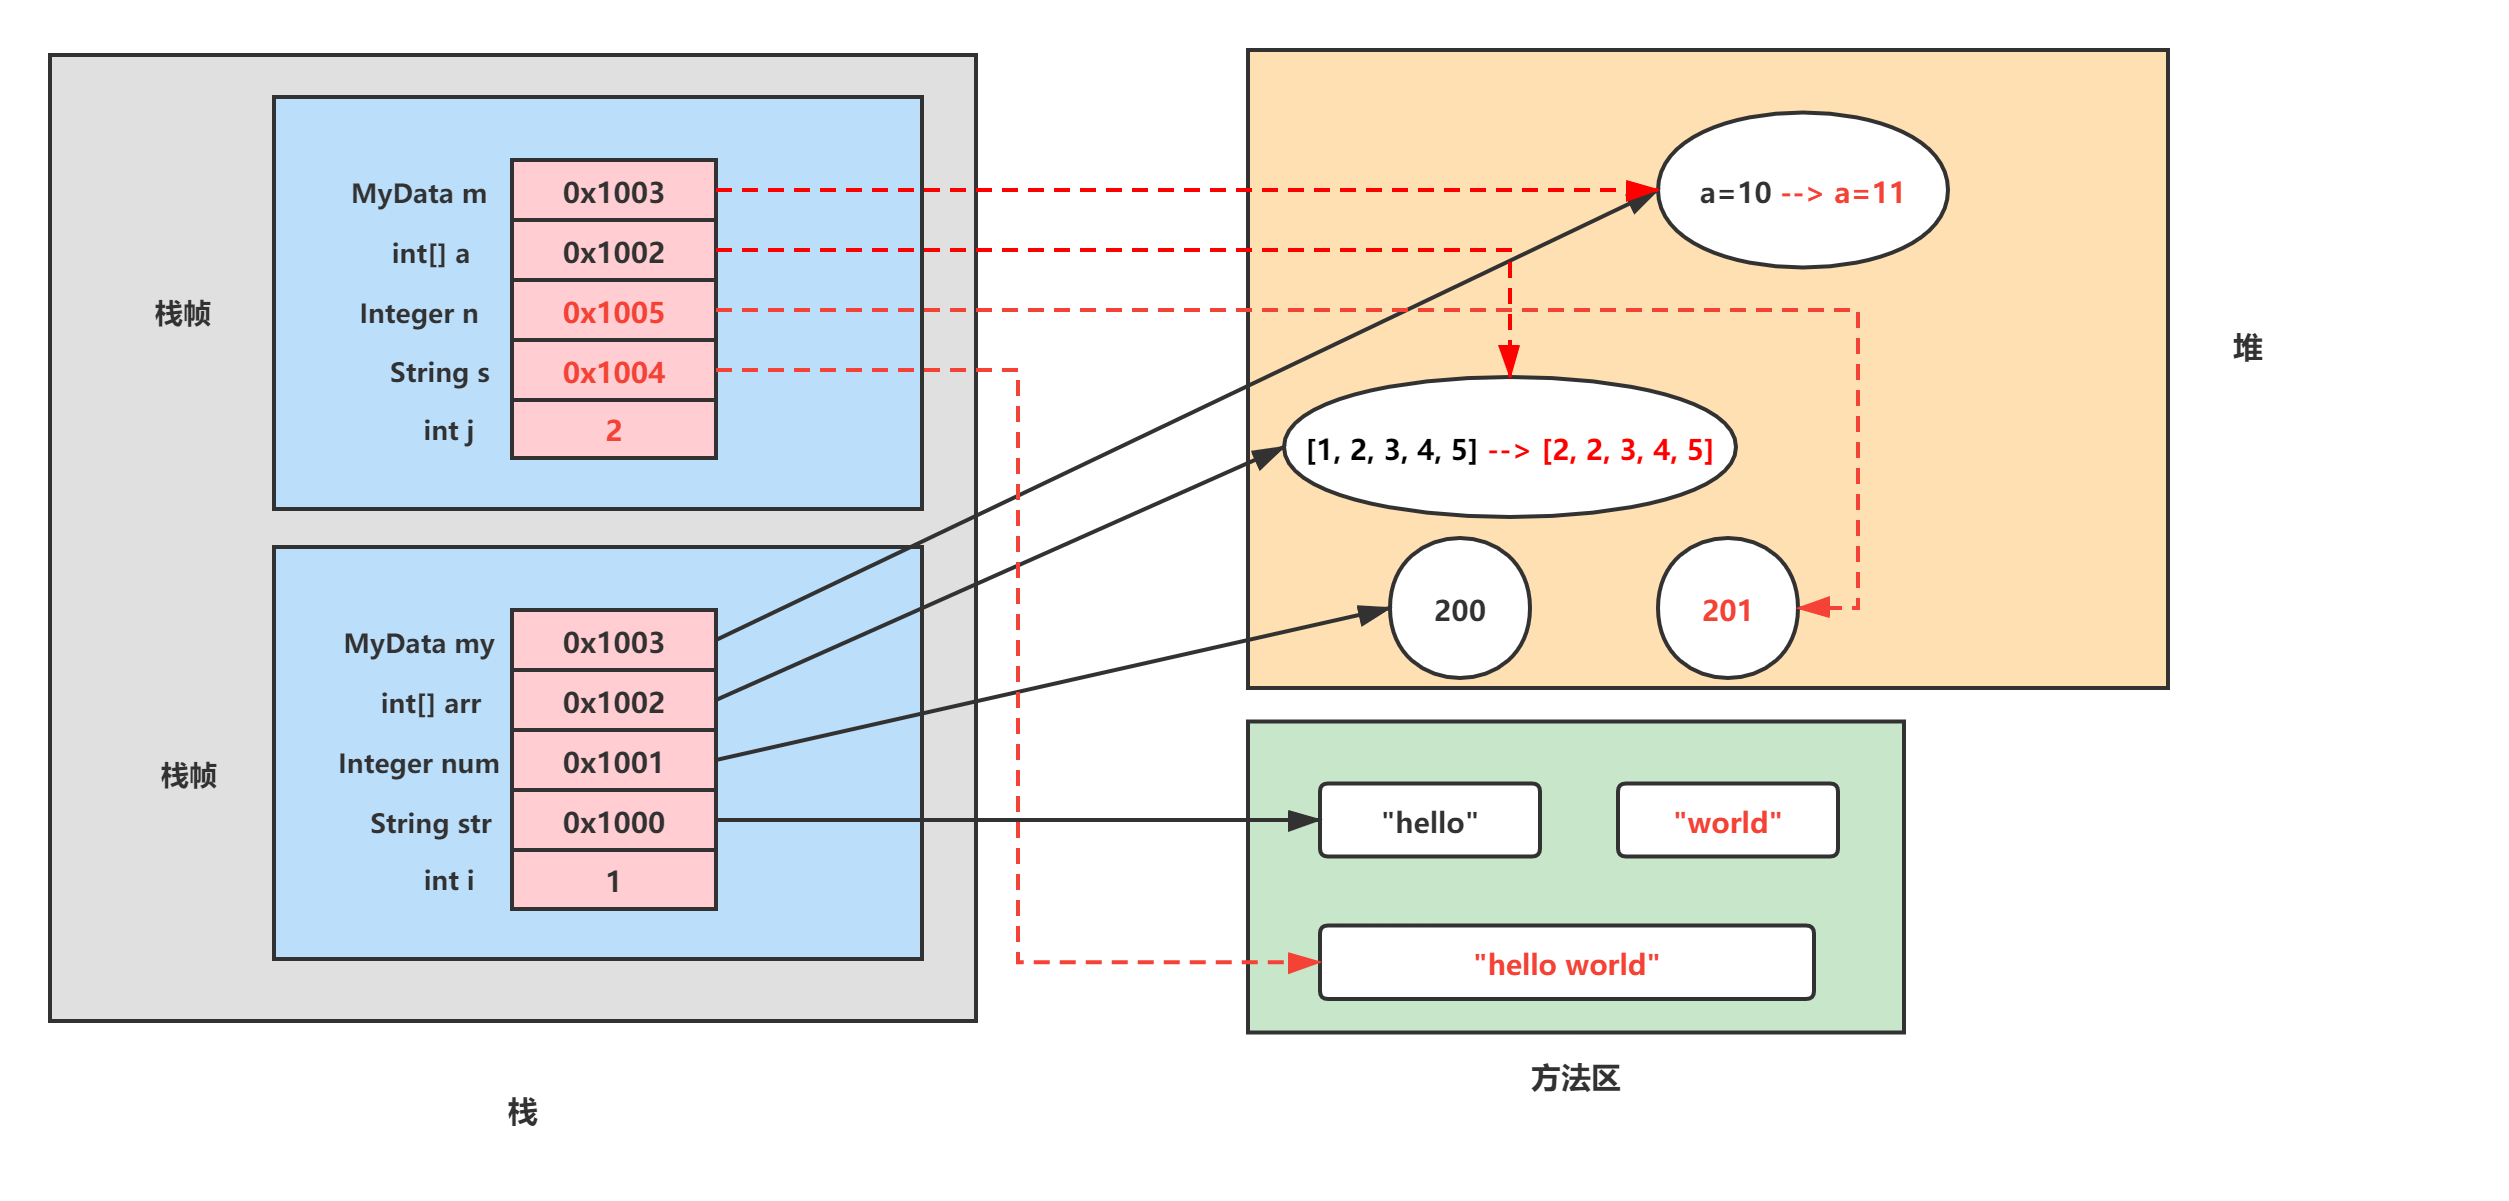 栈帧
MyData m
0x1003
int[] a
0x1002
Integer n
0x1005
String s
0x1004
int j
2
栈帧
MyData my
0x1003
int[] arr
0x1002
Integer num
0x1001
String str
0x1000
int i
1
栈
a=10 --> a=11
[1, 2, 3, 4, 5] --> [2, 2, 3, 4, 5]
200
201
堆
"hello"
"world"
"hello world"
方法区